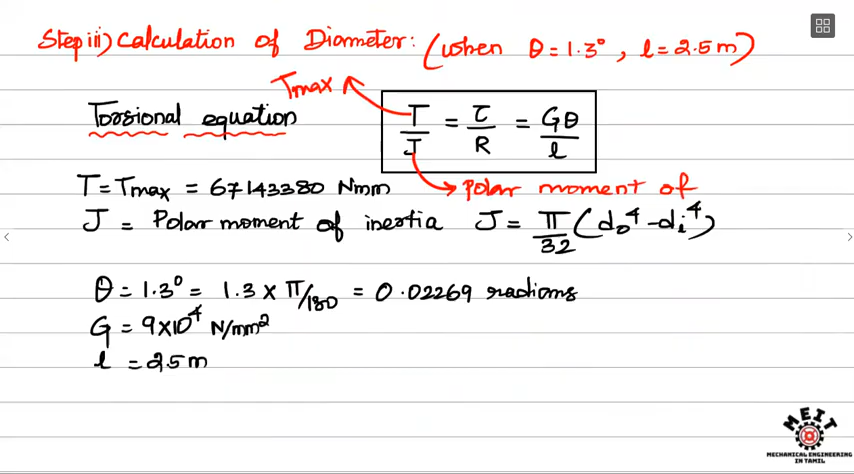 Step iii) Calculation of Diameter: (when θ = 1.3°, l = 2.5 m)
Tmax
Torsional equation
T/J = τ/R = Gθ/l
T = Tmax = 67143380 Nmm
Polar moment of
J = Polar moment of inertia J = π/32 (do⁴ - di⁴)
θ = 1.3° = 1.3 × π/180 = 0.02269 radians
G = 9×10⁴ N/mm²
l = 2.5 m
MEIT
MECHANICAL ENGINEERING
IN TAMIL